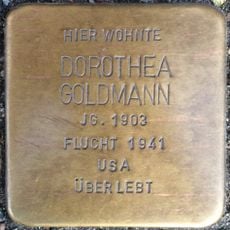 HIER WOHNTE
DOROTHEA
GOLDMANN
JG. 1903
FLUCHT 1941
USA
ÜBERLEBT